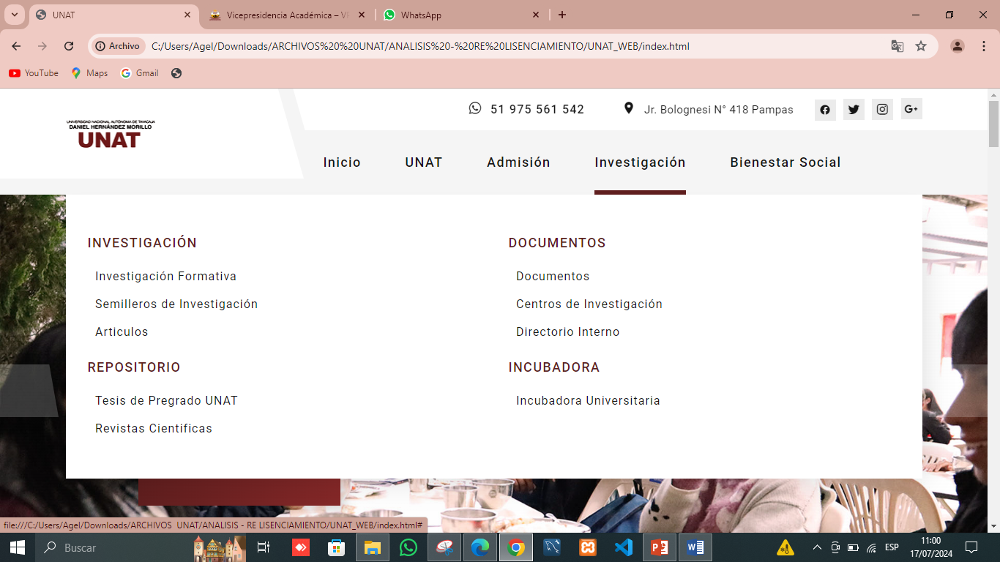 UNAT
Vicepresidencia Académica – VI
WhatsApp
Archivo
C:/Users/Agel/Downloads/ARCHIVOS%20%20UNAT/ANALISIS%20-%20RE%20LISENCIAMIENTO/UNAT_WEB/index.html
YouTube
Maps
Gmail
UNIVERSIDAD NACIONAL AUTÓNOMA DE TAYACAJA
DANIEL HERNÁNDEZ MORILLO
UNAT
51 975 561 542
Jr. Bolognesi N° 418 Pampas
G+
Inicio
UNAT
Admisión
Investigación
Bienestar Social
INVESTIGACIÓN
Investigación Formativa
Semilleros de Investigación
Articulos
REPOSITORIO
Tesis de Pregrado UNAT
Revistas Cientificas
DOCUMENTOS
Documentos
Centros de Investigación
Directorio Interno
INCUBADORA
Incubadora Universitaria
file:///C:/Users/Agel/Downloads/ARCHIVOS  UNAT/ANALISIS - RE LISENCIAMIENTO/UNAT_WEB/index.html#
Buscar
ESP
11:00
17/07/2024